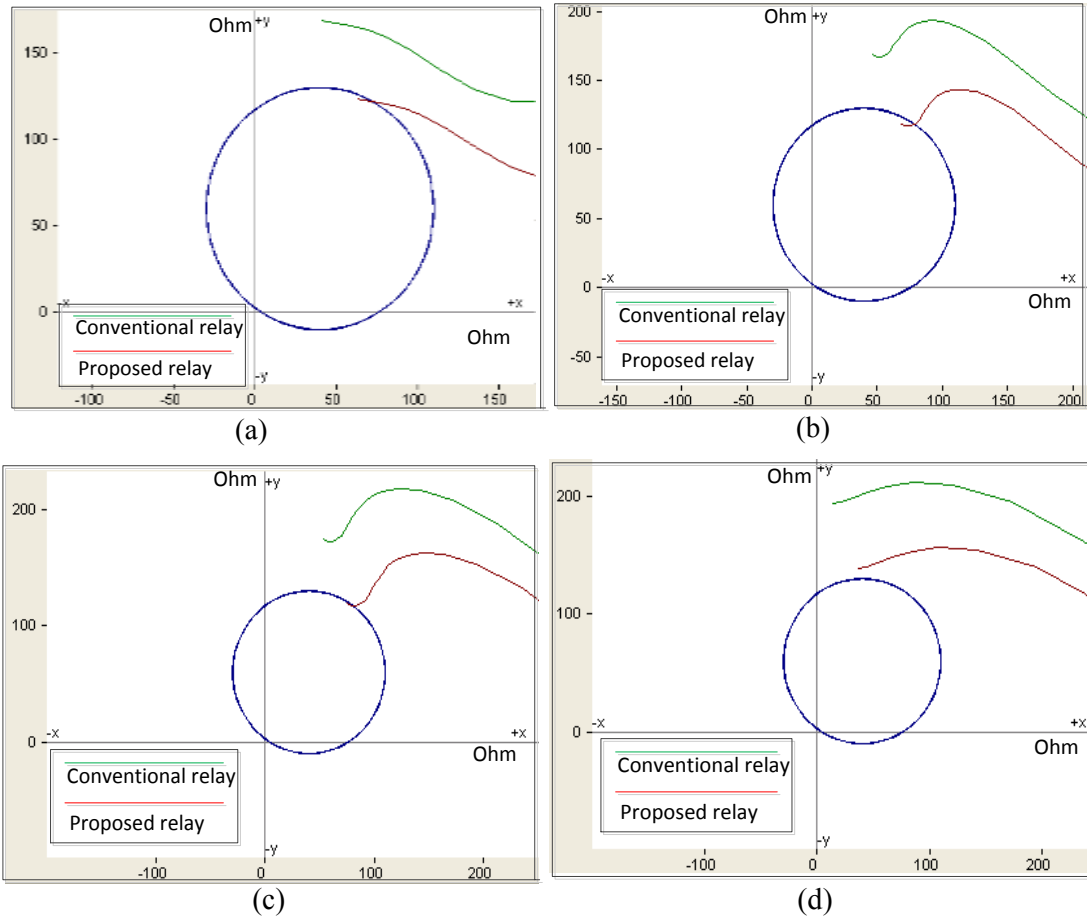 Ohm +y
150
100
50
0
-x +x
Ohm
Conventional relay
Proposed relay
-y
-100 -50 0 50 100 150
(a)
200
Ohm +y
150
100
50
0
-x +x
Ohm
Conventional relay
Proposed relay
-50
-y
-150 -100 -50 0 50 100 150 200
(b)
Ohm +y
200
100
0
-x +x
Ohm
Conventional relay
Proposed relay
-y
-100 0 100 200
(c)
Ohm +y
200
100
0
-x +x
Ohm
Conventional relay
Proposed relay
-y
-100 0 100 200
(d)